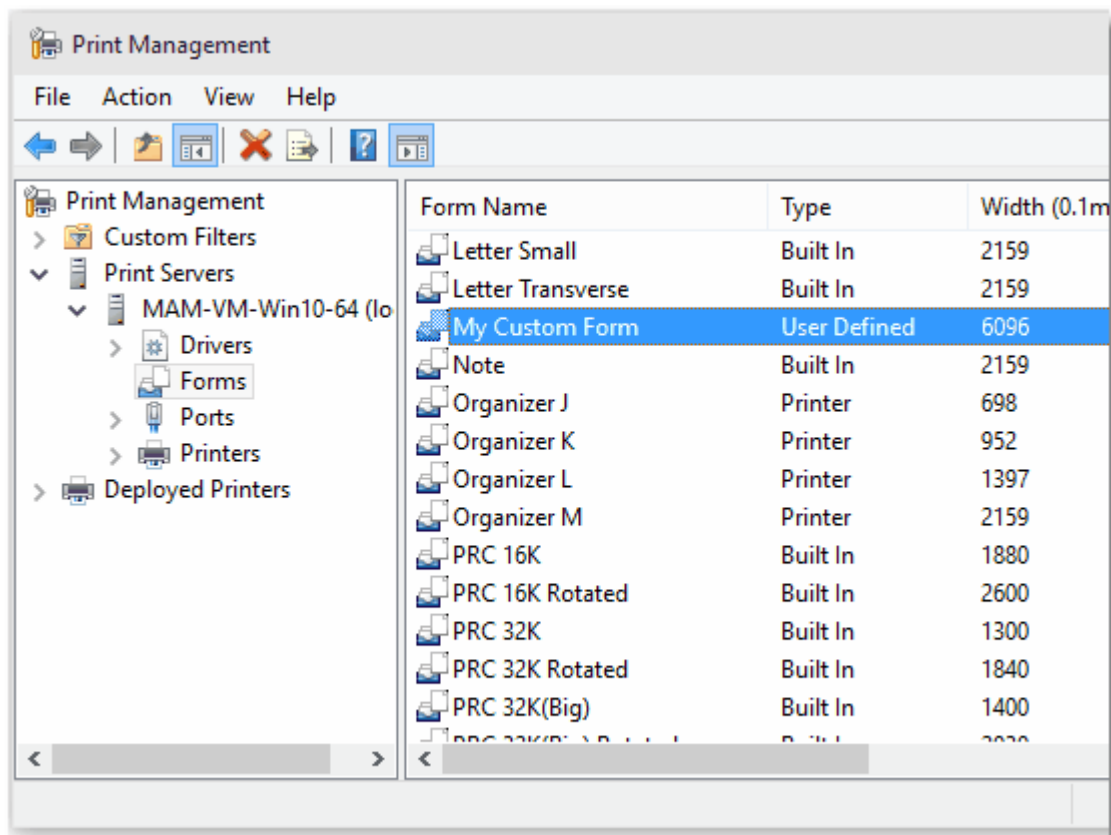 Print Management
File Action View Help
Print Management
Custom Filters
Print Servers
MAM-VM-Win10-64 (lo
Drivers
Forms
Ports
Printers
Deployed Printers
Form Name Type Width (0.1m
Letter Small Built In 2159
Letter Transverse Built In 2159
My Custom Form User Defined 6096
Note Built In 2159
Organizer J Printer 698
Organizer K Printer 952
Organizer L Printer 1397
Organizer M Printer 2159
PRC 16K Built In 1880
PRC 16K Rotated Built In 2600
PRC 32K Built In 1300
PRC 32K Rotated Built In 1840
PRC 32K(Big) Built In 1400